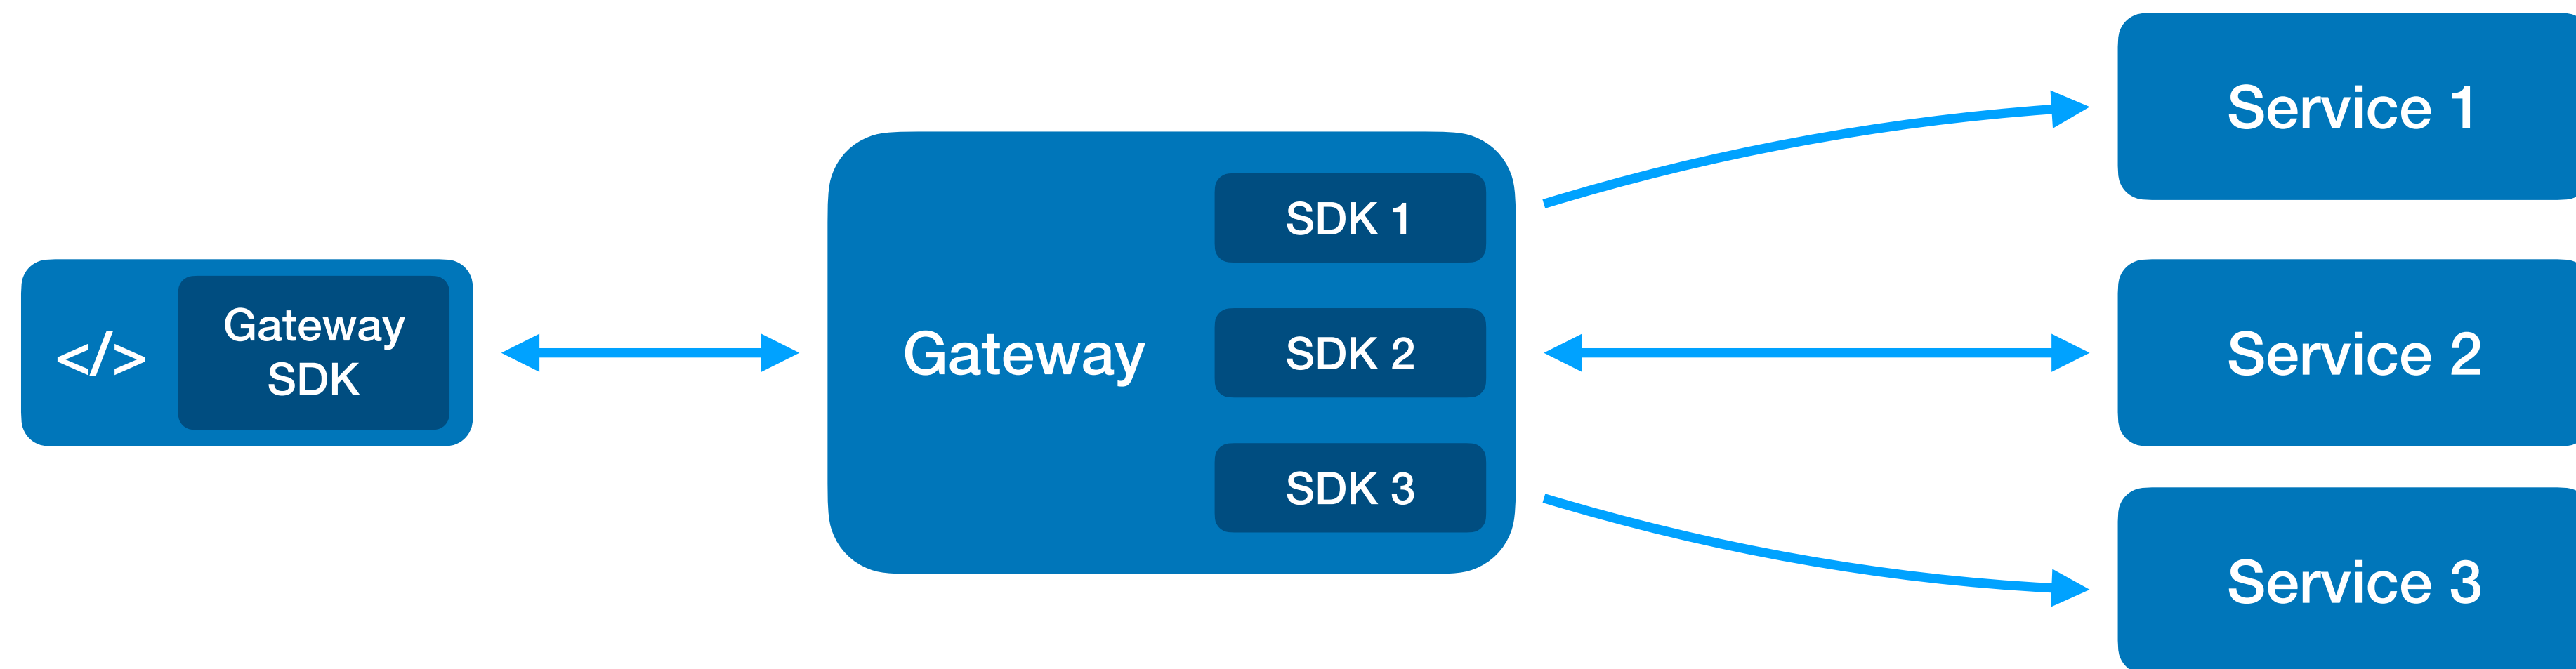 </>
Gateway
SDK
Gateway
SDK 1
SDK 2
SDK 3
Service 1
Service 2
Service 3